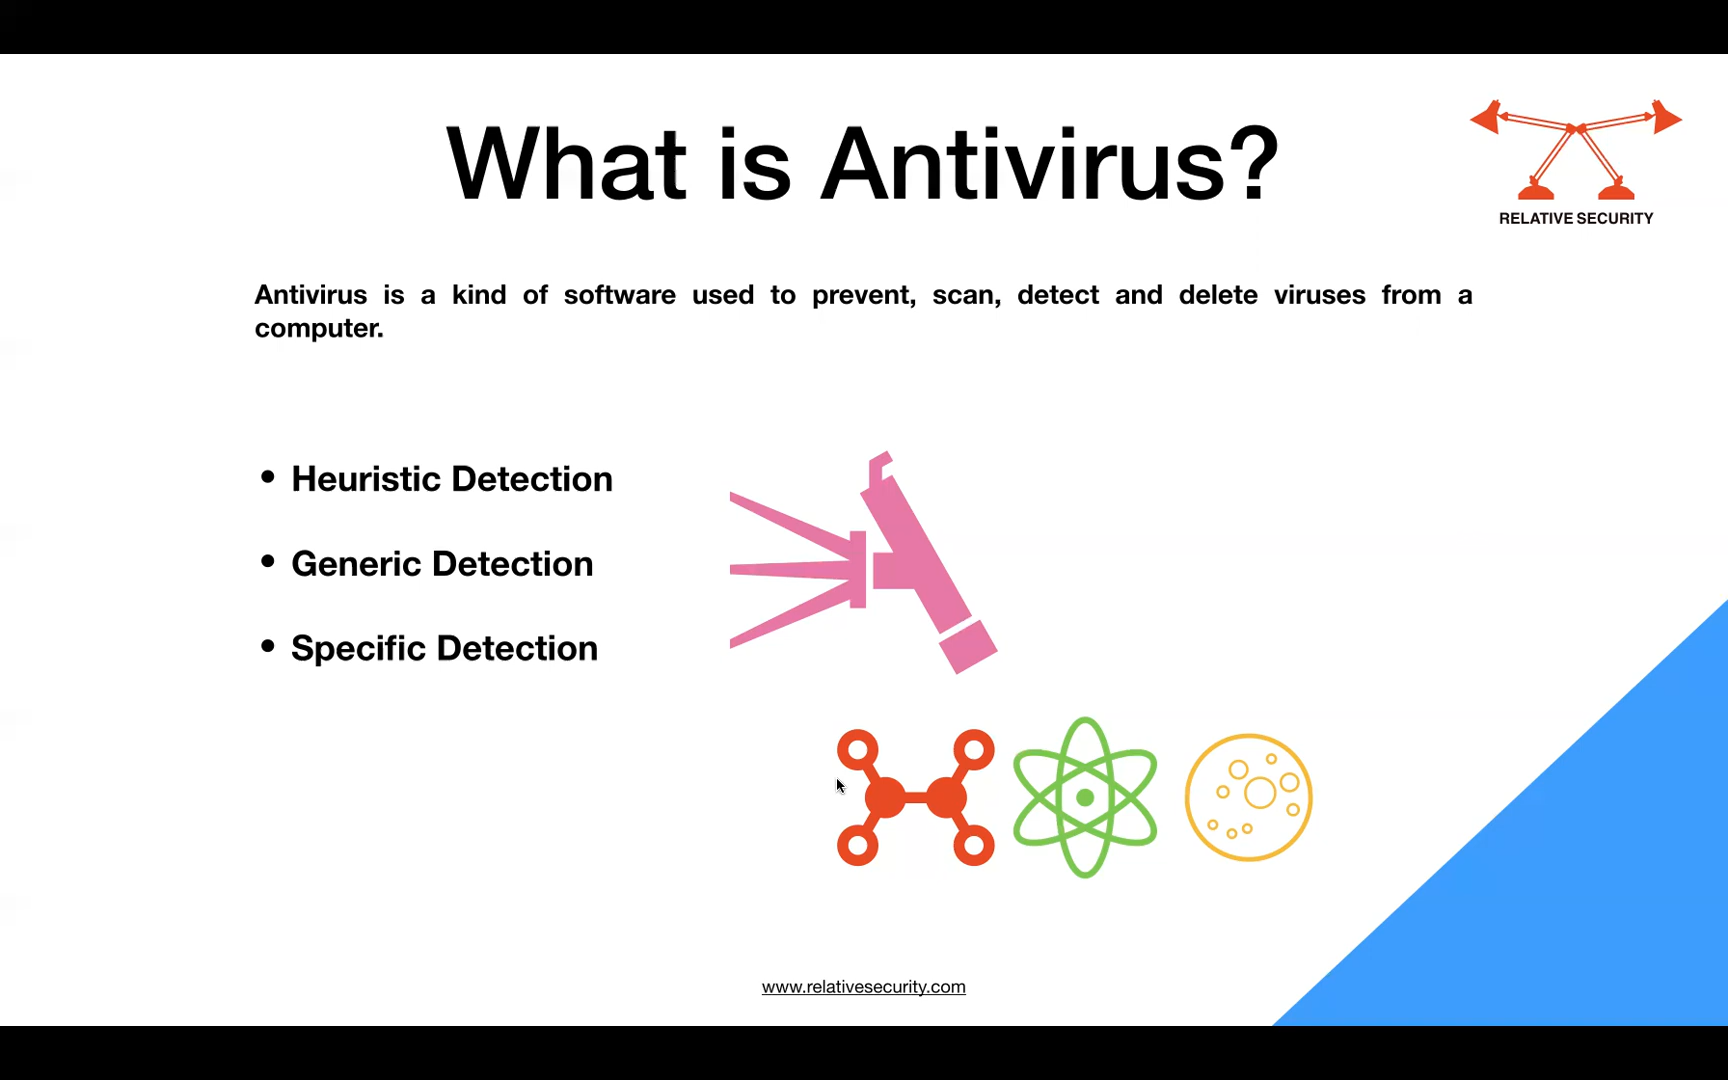 What is Antivirus?
RELATIVE SECURITY
Antivirus is a kind of software used to prevent, scan, detect and delete viruses from a
computer.
• Heuristic Detection
• Generic Detection
• Specific Detection
www.relativesecurity.com